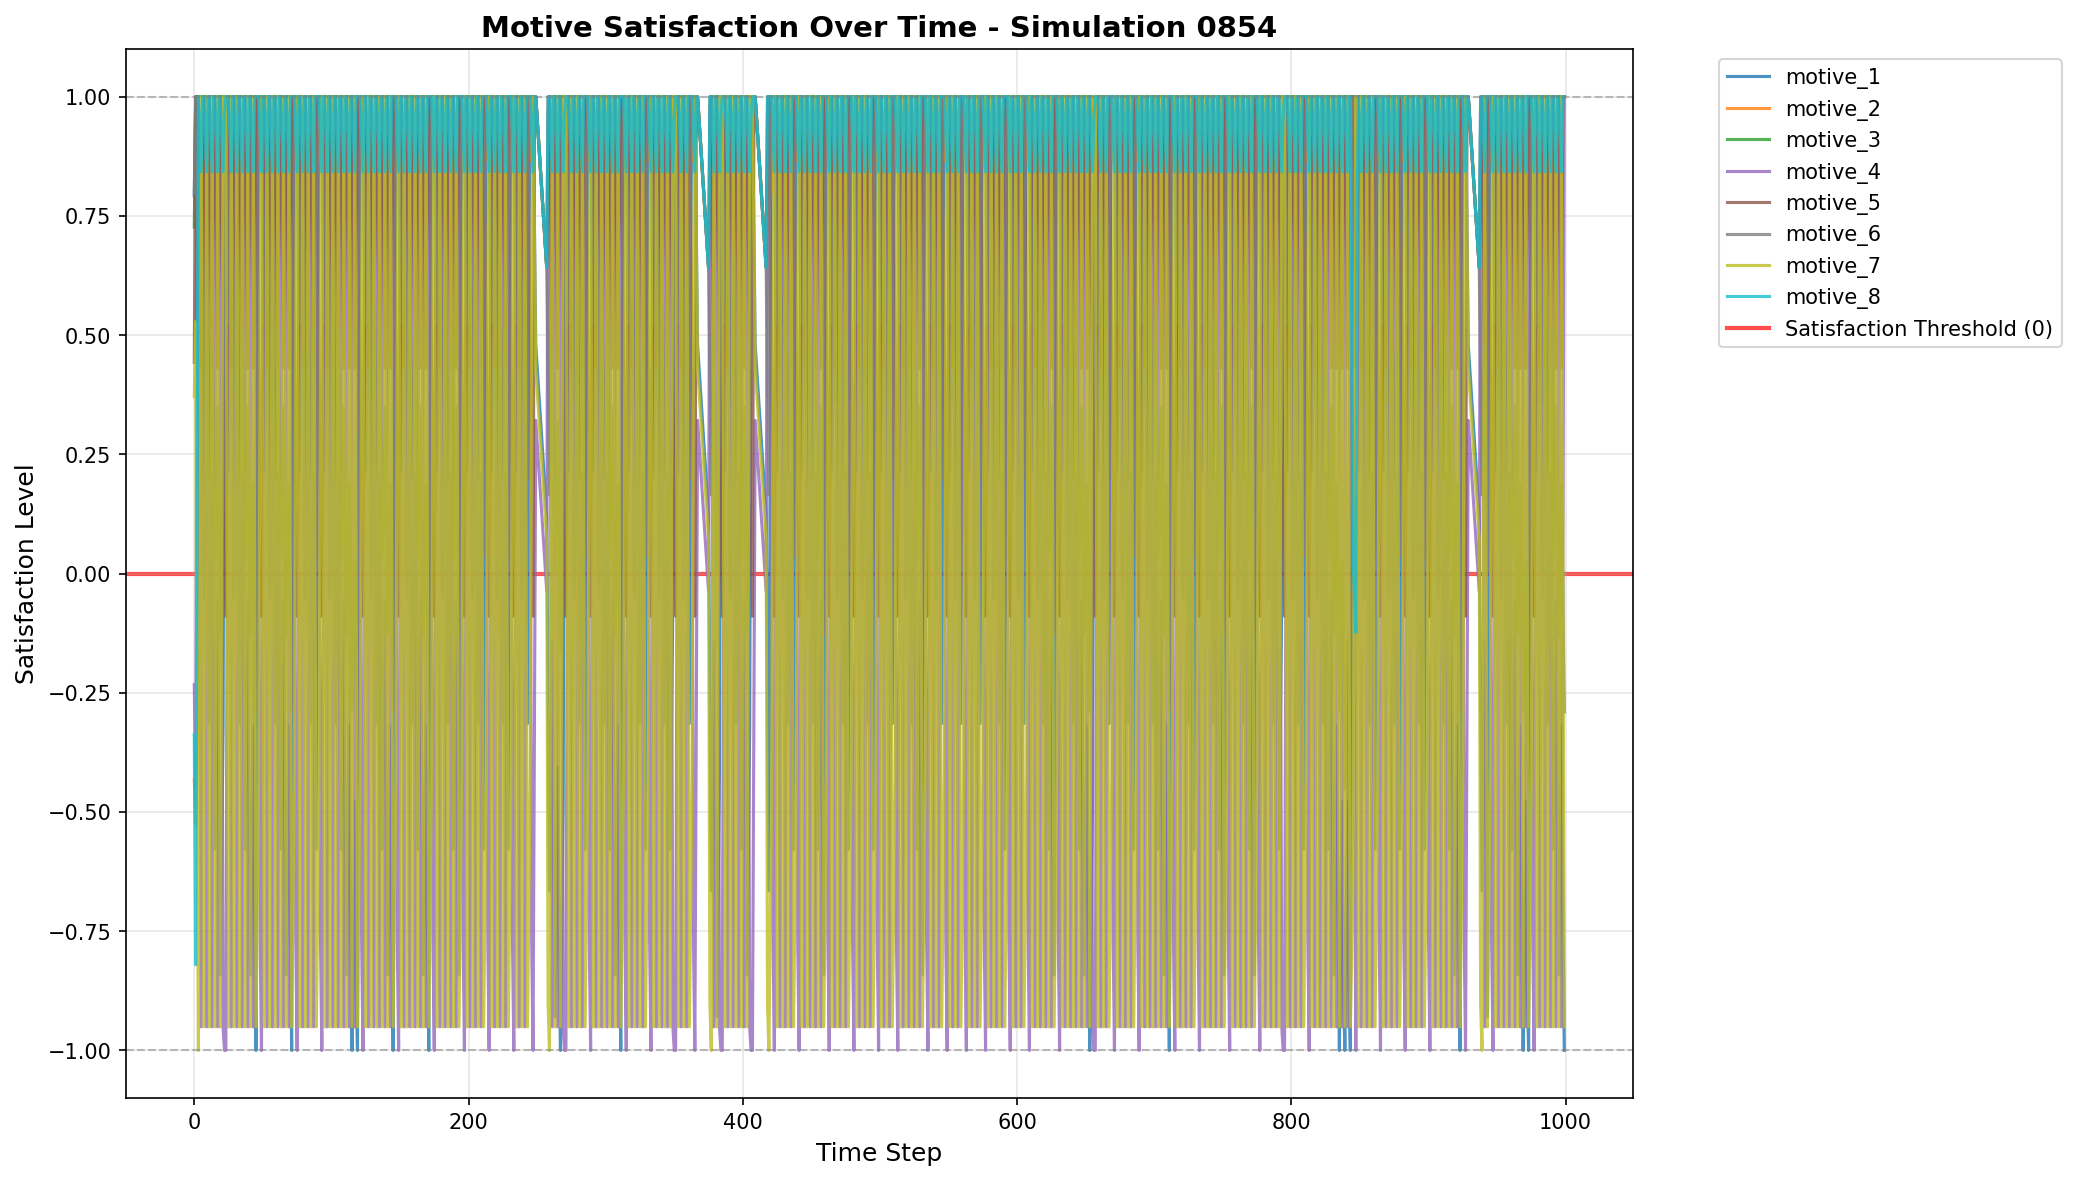 Motive Satisfaction Over Time - Simulation 0854
1.00
0.75
0.50
0.25
0.00
−0.25
−0.50
−0.75
−1.00
Satisfaction Level
0
200
400
600
800
1000
Time Step
motive_1
motive_2
motive_3
motive_4
motive_5
motive_6
motive_7
motive_8
Satisfaction Threshold (0)